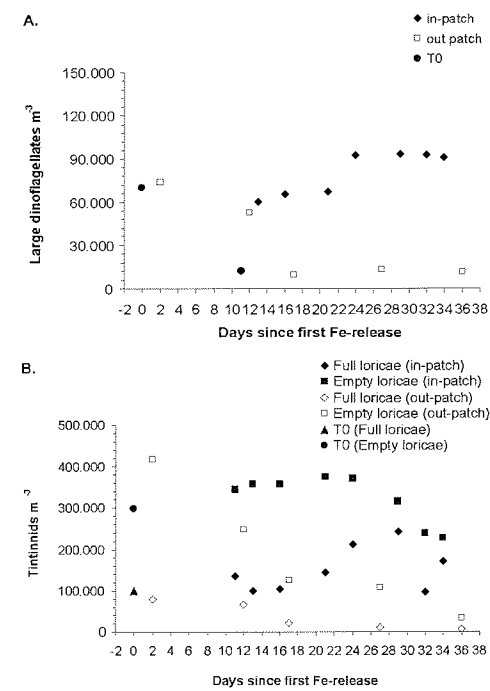 A.
in-patch
out patch
T0
150.000
120.000
90.000
60.000
30.000
0
Large dinoflagellates m-3
-2 0 2 4 6 8 10 12 14 16 18 20 22 24 26 28 30 32 34 36 38
Days since first Fe-release
B.
Full loricae (in-patch)
Empty loricae (in-patch)
Full loricae (out-patch)
Empty loricae (out-patch)
T0 (Full loricae)
T0 (Empty loricae)
500.000
400.000
300.000
200.000
100.000
0
Tintinnids m-3
-2 0 2 4 6 8 10 12 14 16 18 20 22 24 26 28 30 32 34 36 38
Days since first Fe-release